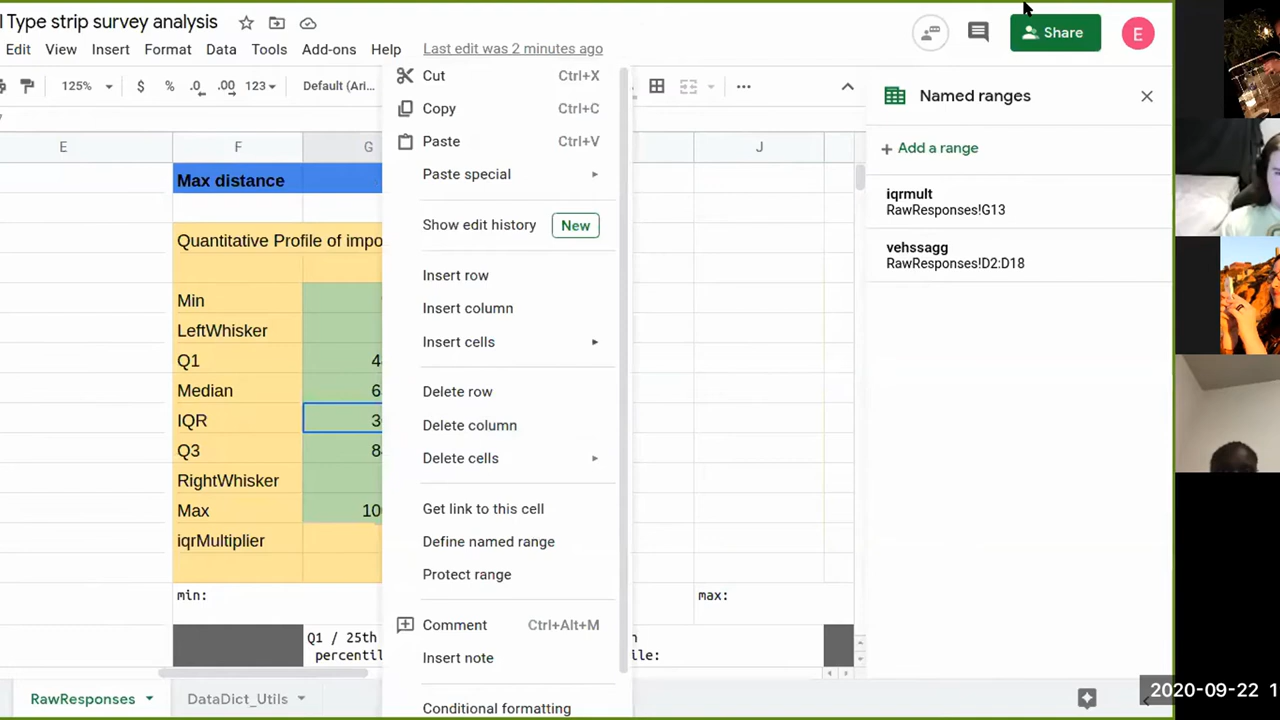 l Type strip survey analysis
Edit View Insert Format Data Tools Add-ons Help Last edit was 2 minutes ago
Share
E
125% $ % .0 .00 123 Default (Ari...
E F G J
Max distance
Quantitative Profile of impo
Min
LeftWhisker
Q1 4
Median 6
IQR 3
Q3 8
RightWhisker
Max 10
iqrMultiplier
min: max:
Q1 / 25th
percentil le:
Cut Ctrl+X
Copy Ctrl+C
Paste Ctrl+V
Paste special
Show edit history New
Insert row
Insert column
Insert cells
Delete row
Delete column
Delete cells
Get link to this cell
Define named range
Protect range
Comment Ctrl+Alt+M
Insert note
Conditional formatting
Named ranges
+ Add a range
iqrmult
RawResponses!G13
vehssagg
RawResponses!D2:D18
RawResponses DataDict_Utils
2020-09-22 1